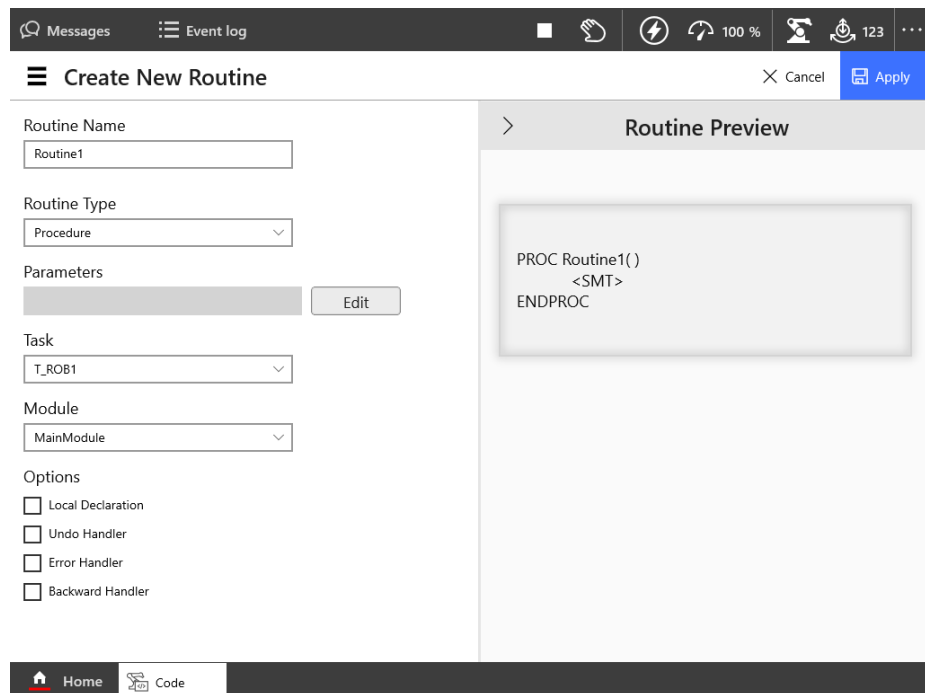 Messages
Event log
100 %
123
Create New Routine
Cancel
Apply
Routine Name
Routine1
Routine Type
Procedure
Parameters
Edit
Task
T_ROB1
Module
MainModule
Options
Local Declaration
Undo Handler
Error Handler
Backward Handler
Routine Preview
PROC Routine1( )
<SMT>
ENDPROC
Home
Code